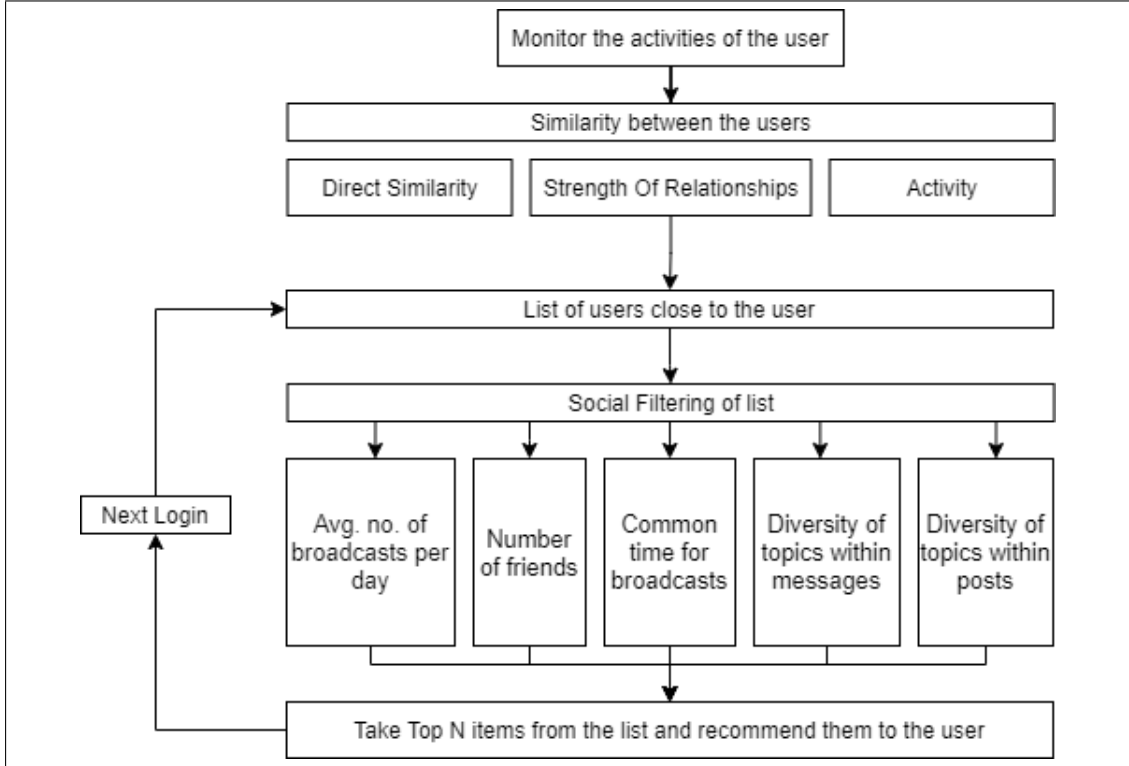 Monitor the activities of the user
Similarity between the users
Direct Similarity
Strength Of Relationships
Activity
List of users close to the user
Social Filtering of list
Next Login
Avg. no. of
broadcasts per
day
Number
of friends
Common
time for
broadcasts
Diversity of
topics within
messages
Diversity of
topics within
posts
Take Top N items from the list and recommend them to the user